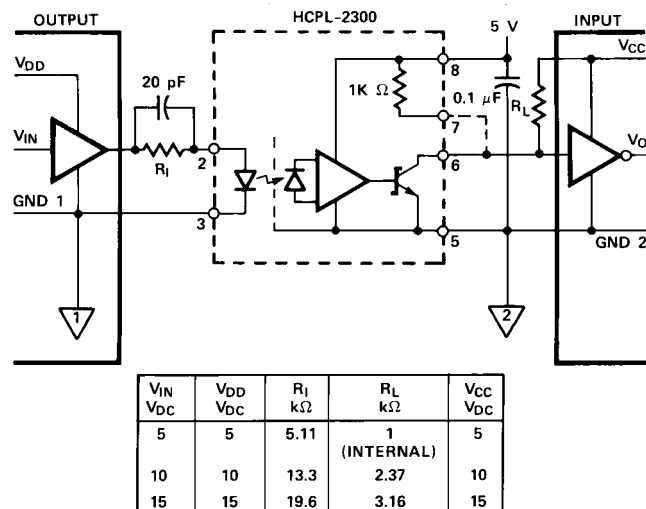 OUTPUT
HCPL-2300
5 V
INPUT
VDD
20 pF
8
VCC
1K Ω
0.1 μF
RL
7
VIN
RI
2
6
VO
GND 1
3
5
GND 2
1
2
VIN VDC VDD VDC RI kΩ RL kΩ VCC VDC
5 5 5.11 1 (INTERNAL) 5
10 10 13.3 2.37 10
15 15 19.6 3.16 15